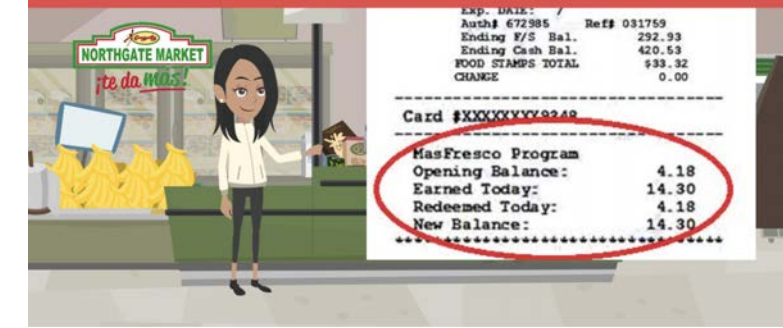 NORTHGATE MARKET
¡te da más!
Exp. DATE: /
Auth# 672985 Ref# 031759
Ending F/S Bal. 292.93
Ending Cash Bal. 420.53
FOOD STAMPS TOTAL $33.32
CHANGE 0.00
Card #XXXXXXXX9348
MasFresco Program
Opening Balance: 4.18
Earned Today: 14.30
Redeemed Today: 4.18
New Balance: 14.30